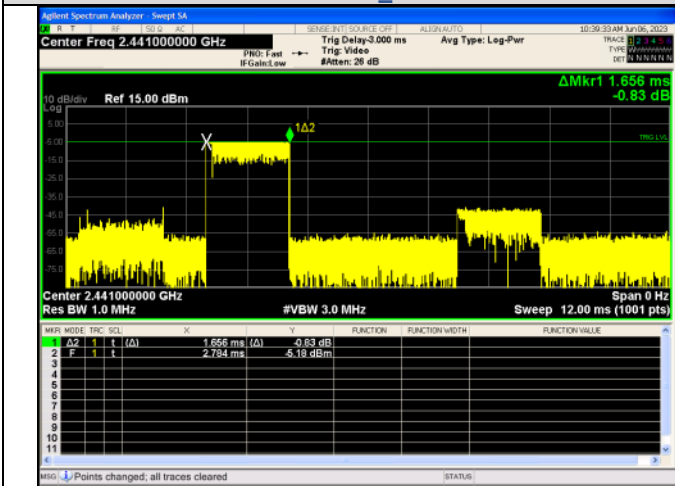 Agilent Spectrum Analyzer - Swept SA
R T RF 50 Ω AC SENSE:INT SOURCE OFF ALIGN AUTO 10:39:33 AM Jun 06, 2023
Center Freq 2.441000000 GHz Trig Delay-3.000 ms Avg Type: Log-Pwr TRACE 1 2 3 4 5 6
PNO: Fast Trig: Video TYPE
IFGain:Low #Atten: 26 dB DET N N N N N N
ΔMkr1 1.656 ms
-0.83 dB
10 dB/div Ref 15.00 dBm
Log
5.00
1Δ2
-5.00 TRIG LVL
-15.0
-25.0
-35.0
-45.0
-55.0
-65.0
-75.0
Center 2.441000000 GHz Span 0 Hz
Res BW 1.0 MHz #VBW 3.0 MHz Sweep 12.00 ms (1001 pts)
MKR MODE TRC SCL X Y FUNCTION FUNCTION WIDTH FUNCTION VALUE
1 Δ2 1 t (Δ) 1.656 ms (Δ) -0.83 dB
2 F 1 t 2.784 ms -5.18 dBm
3
4
5
6
7
8
9
10
11
MSG Points changed; all traces cleared STATUS